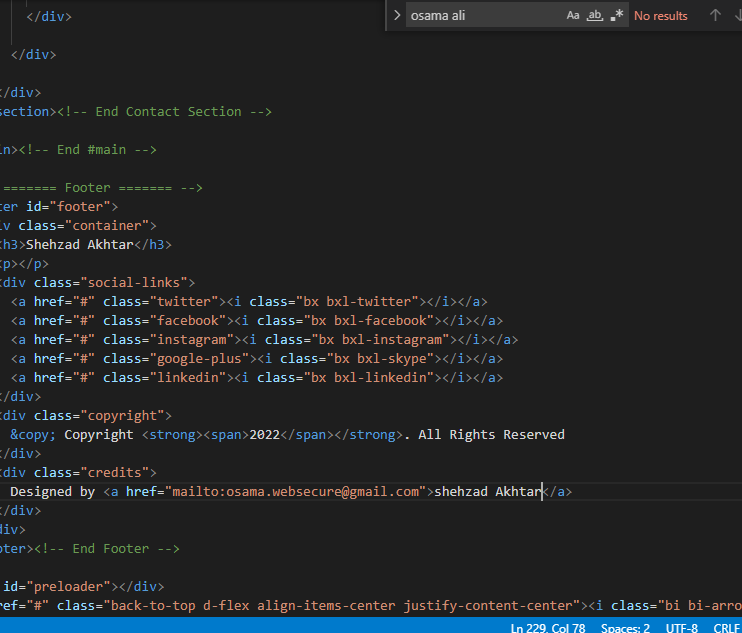 </div>
osama ali
Aa ab .* No results
</div>
/div>
section><!-- End Contact Section -->
in><!-- End #main -->
======= Footer ======= -->
ter id="footer">
iv class="container">
<h3>Shehzad Akhtar</h3>
<p></p>
<div class="social-links">
<a href="#" class="twitter"><i class="bx bxl-twitter"></i></a>
<a href="#" class="facebook"><i class="bx bxl-facebook"></i></a>
<a href="#" class="instagram"><i class="bx bxl-instagram"></i></a>
<a href="#" class="google-plus"><i class="bx bxl-skype"></i></a>
<a href="#" class="linkedin"><i class="bx bxl-linkedin"></i></a>
</div>
<div class="copyright">
&copy; Copyright <strong><span>2022</span></strong>. All Rights Reserved
</div>
<div class="credits">
Designed by <a href="mailto:osama.websecure@gmail.com">shehzad Akhtar</a>
</div>
div>
oter><!-- End Footer -->
id="preloader"></div>
ref="#" class="back-to-top d-flex align-items-center justify-content-center"><i class="bi bi-arro
Ln 229, Col 78 Spaces: 2 UTF-8 CRLF